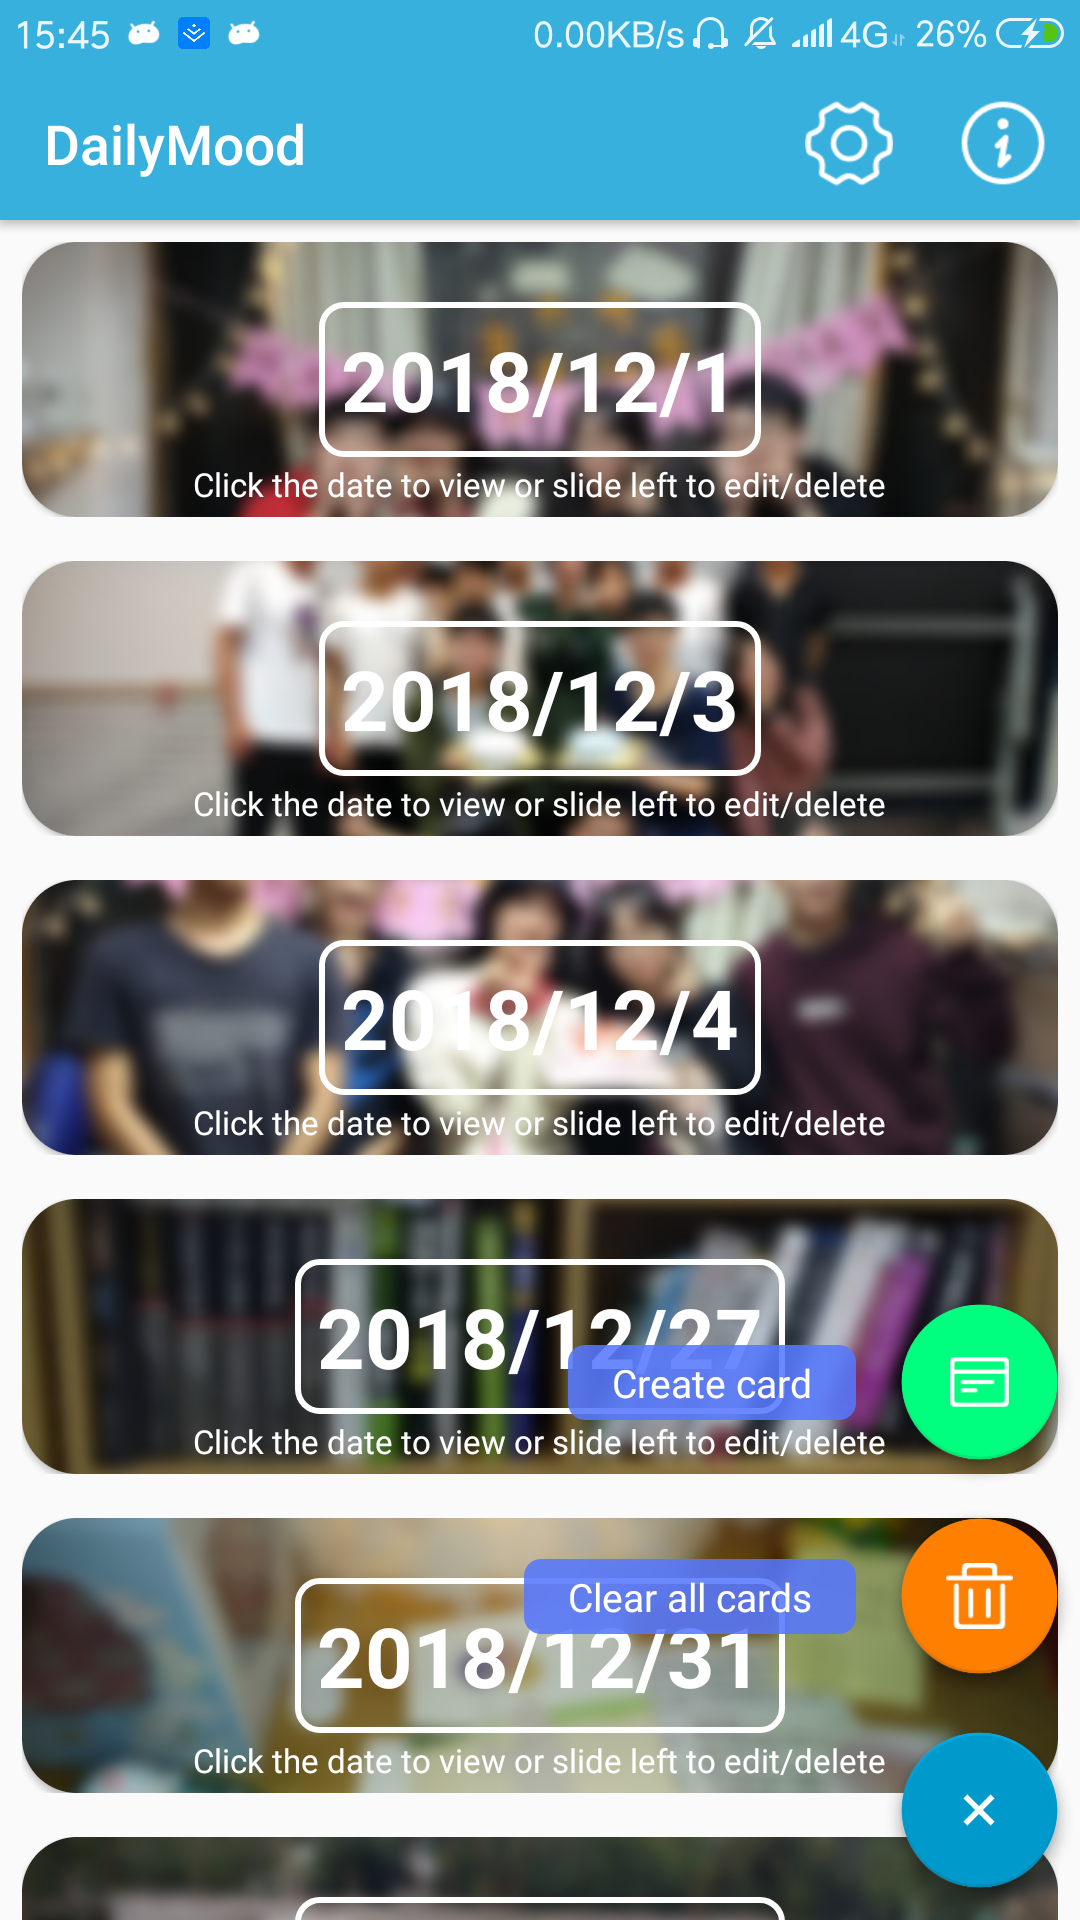 15:45
0.00KB/s 4G 26%
DailyMood
2018/12/1
Click the date to view or slide left to edit/delete
2018/12/3
Click the date to view or slide left to edit/delete
2018/12/4
Click the date to view or slide left to edit/delete
2018/12/27
Create card
Click the date to view or slide left to edit/delete
Clear all cards
2018/12/31
Click the date to view or slide left to edit/delete